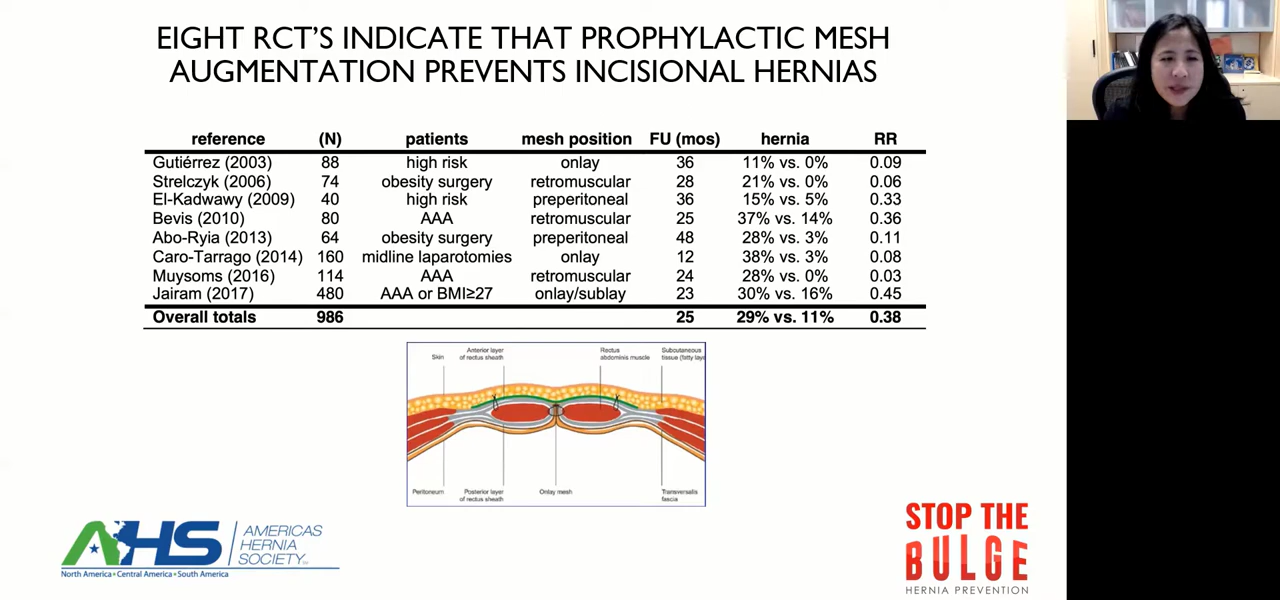 EIGHT RCT'S INDICATE THAT PROPHYLACTIC MESH
AUGMENTATION PREVENTS INCISIONAL HERNIAS
reference (N) patients mesh position FU (mos) hernia RR
Gutiérrez (2003) 88 high risk onlay 36 11% vs. 0% 0.09
Strelczyk (2006) 74 obesity surgery retromuscular 28 21% vs. 0% 0.06
El-Kadwawy (2009) 40 high risk preperitoneal 36 15% vs. 5% 0.33
Bevis (2010) 80 AAA retromuscular 25 37% vs. 14% 0.36
Abo-Ryia (2013) 64 obesity surgery preperitoneal 48 28% vs. 3% 0.11
Caro-Tarrago (2014) 160 midline laparotomies onlay 12 38% vs. 3% 0.08
Muysoms (2016) 114 AAA retromuscular 24 28% vs. 0% 0.03
Jairam (2017) 480 AAA or BMI≥27 onlay/sublay 23 30% vs. 16% 0.45
Overall totals 986 25 29% vs. 11% 0.38
Skin
Anterior layer
of rectus sheath
Rectus
abdominis muscle
Subcutaneous
tissue (fatty laye
Peritoneum
Posterior layer
of rectus sheath
Onlay mesh
Transversalis
fascia
AHS
AMERICAS
HERNIA
SOCIETY
North America • Central America • South America
STOP THE
BULGE
HERNIA PREVENTION